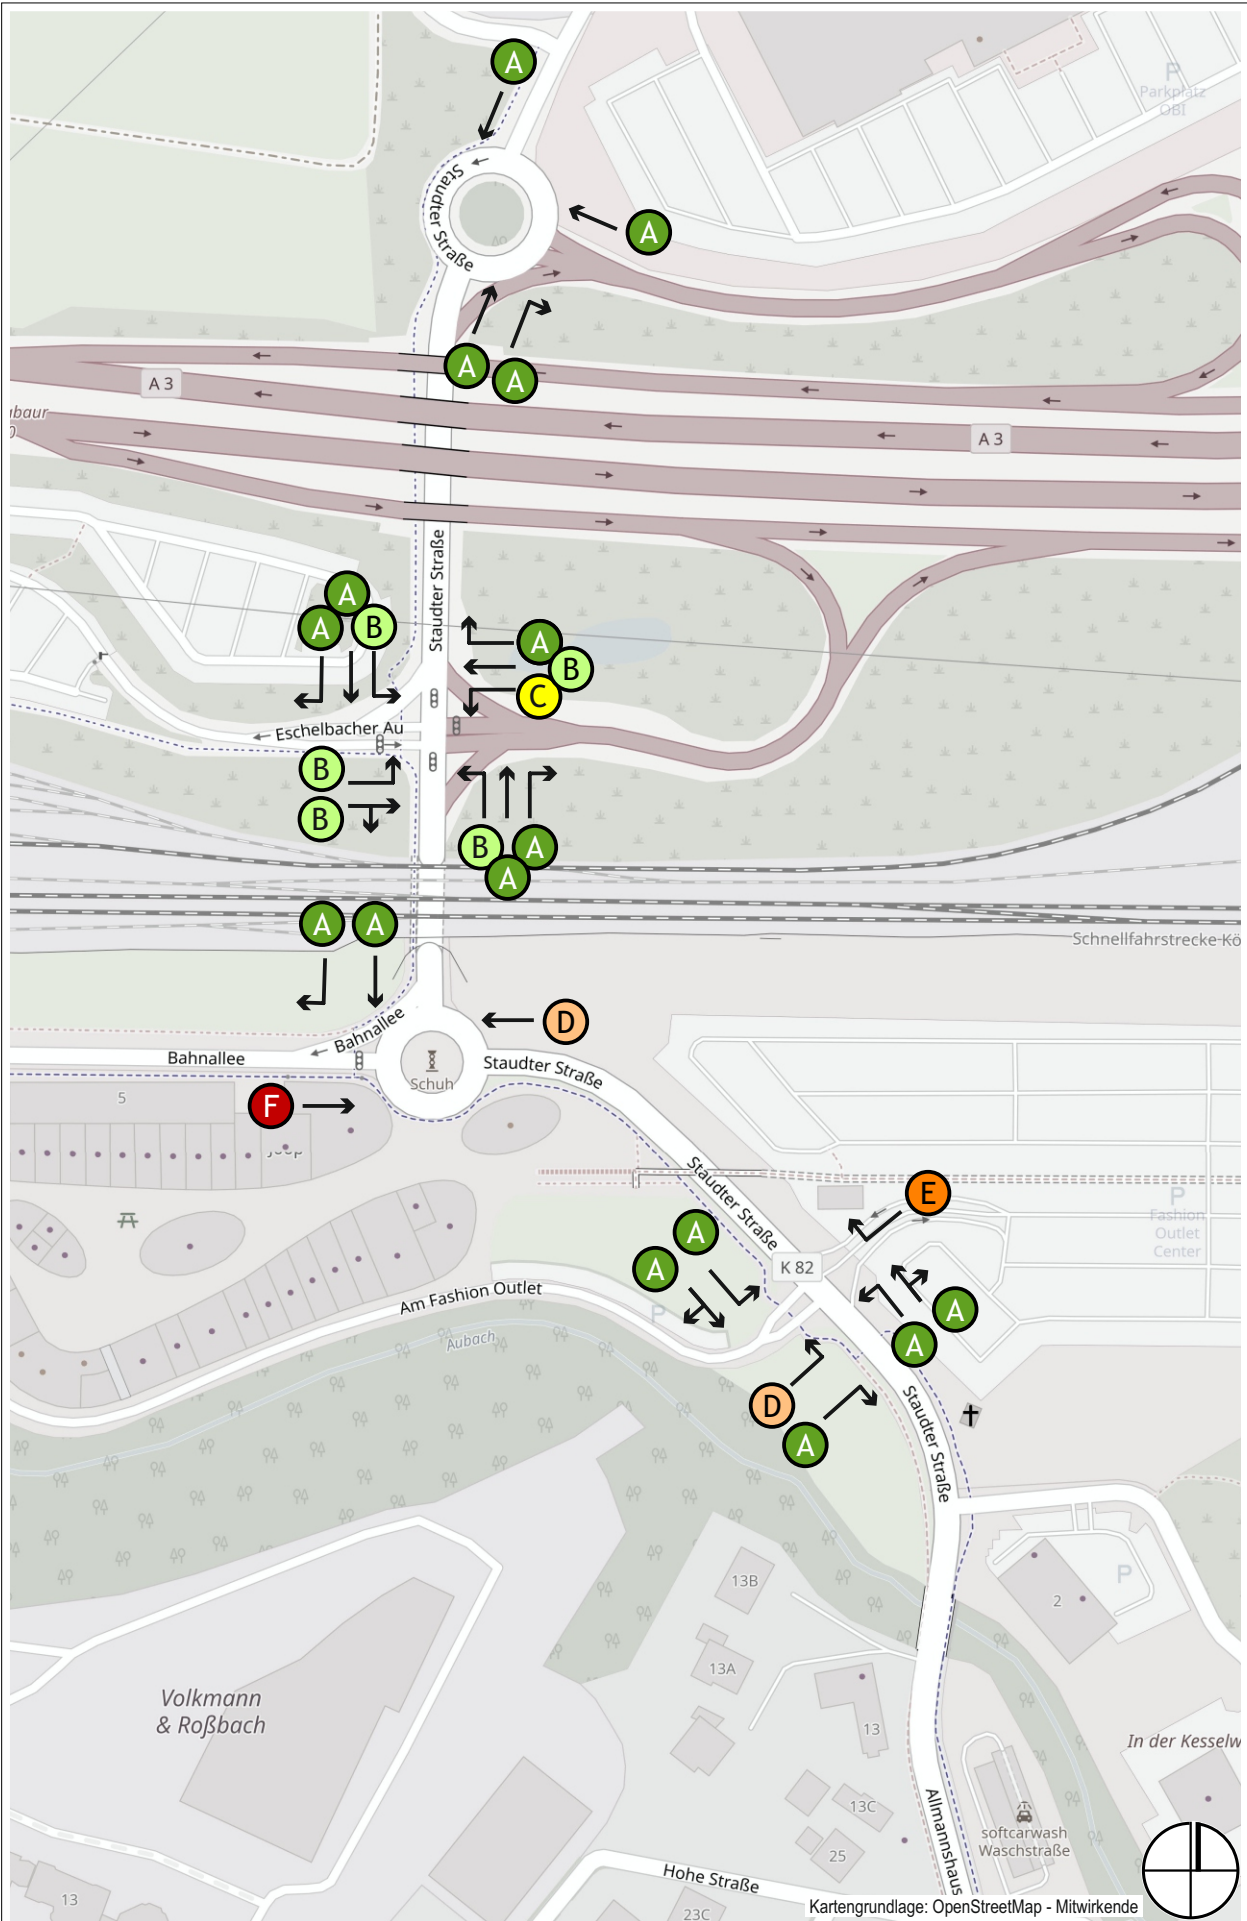 A
P
Parkplatz
OBI
Staudter Straße
A
A
A
A 3
A 3
Staudter Straße
A
A
B
A
B
C
Eschelbacher Au
B
B
B
A
A
A
A
Schnellfahrstrecke Kö
D
Bahnallee
Bahnallee
Staudter Straße
Schuh
5
F
Staudter Straße
E
P
Fashion
Outlet
Center
A
A
K 82
Am Fashion Outlet
P
A
A
Aubach
D
A
Staudter Straße
13B
2
P
13A
Volkmann
& Roßbach
13
In der Kesselw
Allmannshaus
13C
softcarwash
Waschstraße
25
Hohe Straße
13
23C
Kartengrundlage: OpenStreetMap - Mitwirkende